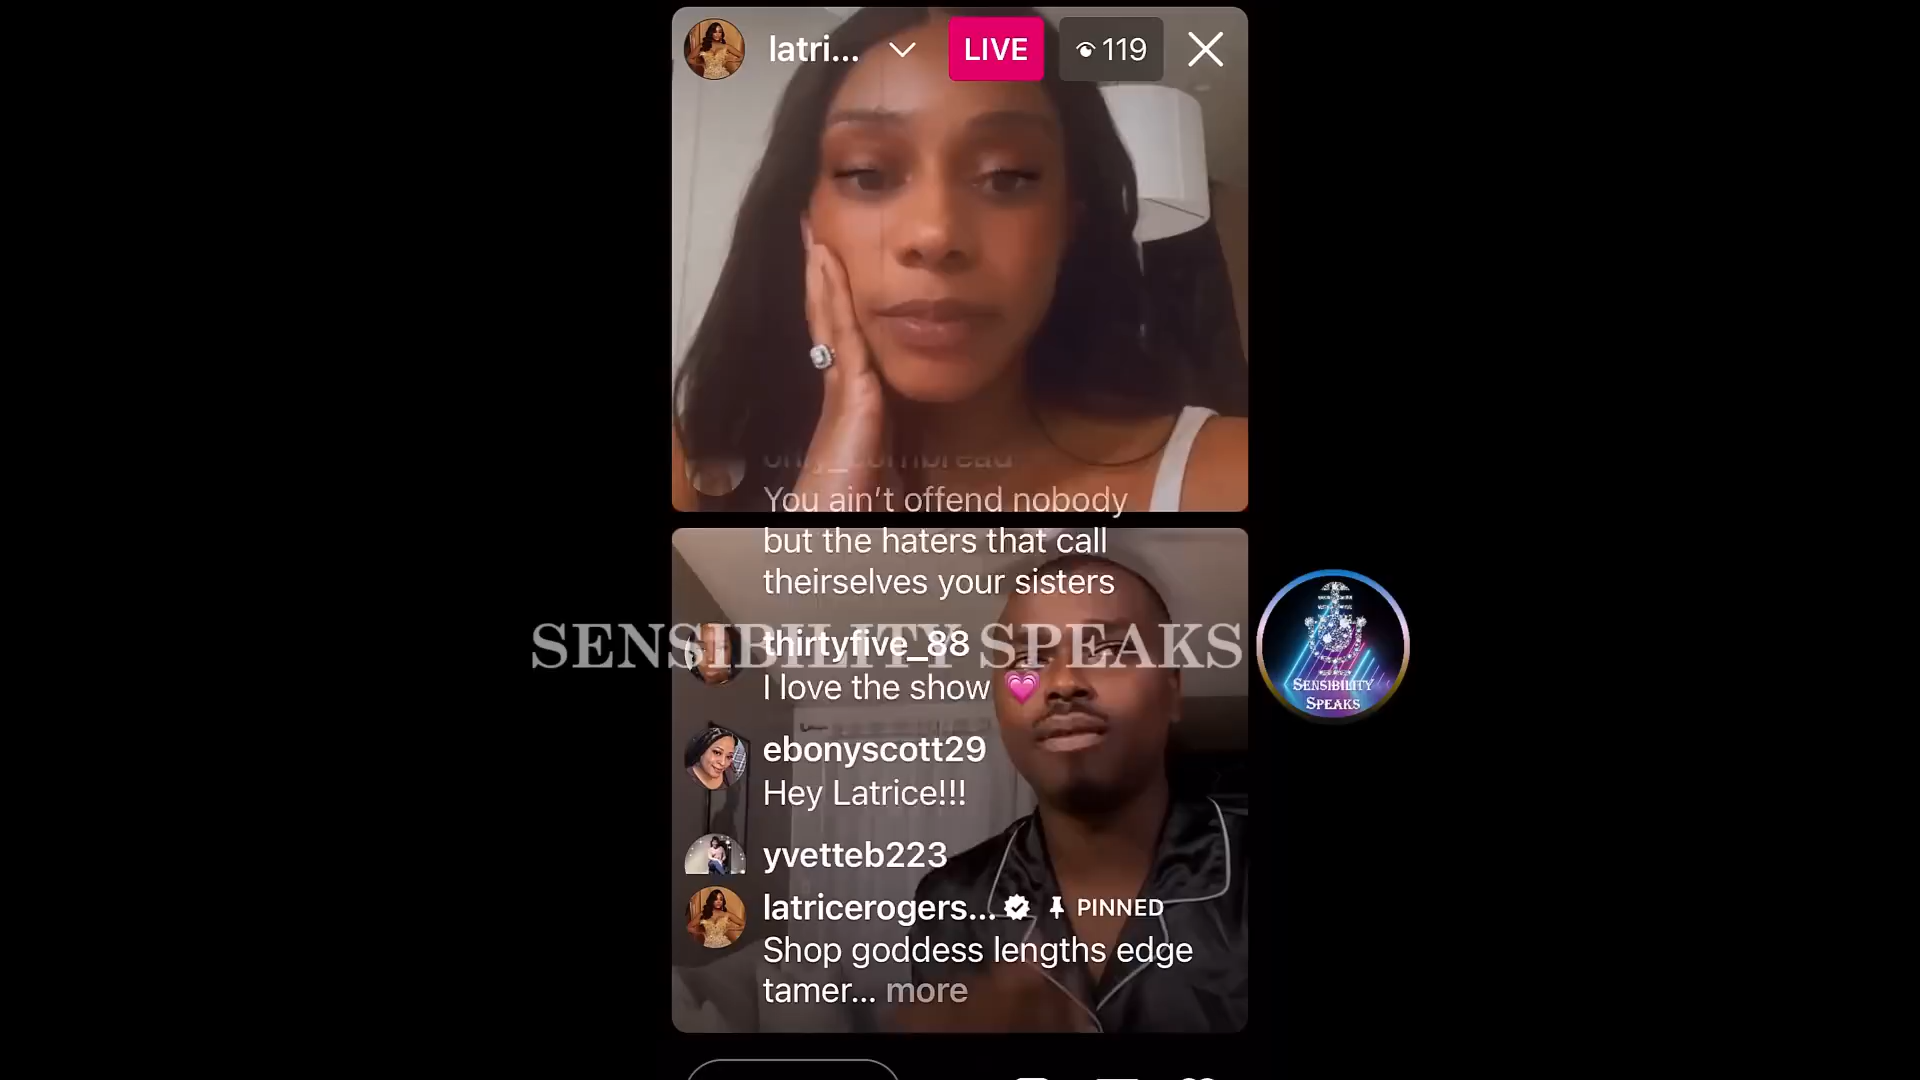 latri...
LIVE
119
only_cornbread
You ain't offend nobody
but the haters that call
theirselves your sisters
SENSIBILITY SPEAKS
thirtyfive_88
I love the show 💗
SENSIBILITY
SPEAKS
ebonyscott29
Hey Latrice!!!
yvetteb223
latricerogers... PINNED
Shop goddess lengths edge
tamer... more